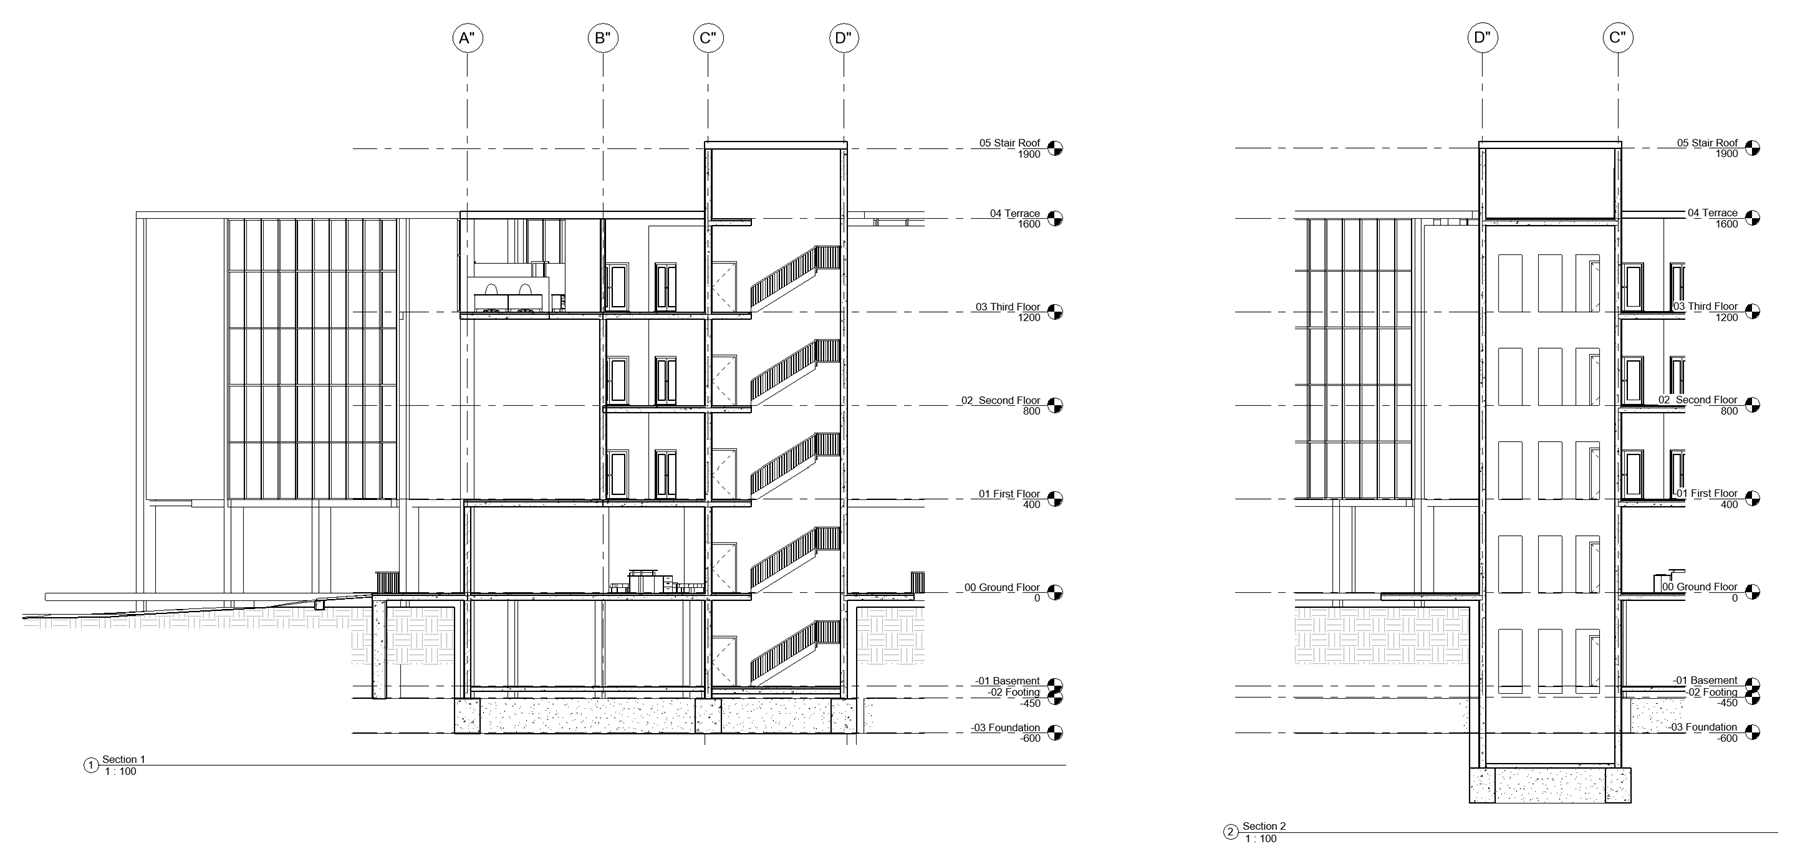 A" B" C" D"
05 Stair Roof
1900
04 Terrace
1600
03 Third Floor
1200
02 Second Floor
800
01 First Floor
400
00 Ground Floor
0
-01 Basement
-02 Footing
-450
-03 Foundation
-600
1 Section 1
1 : 100
D" C"
05 Stair Roof
1900
04 Terrace
1600
03 Third Floor
1200
02 Second Floor
800
01 First Floor
400
00 Ground Floor
0
-01 Basement
-02 Footing
-450
-03 Foundation
-600
2 Section 2
1 : 100